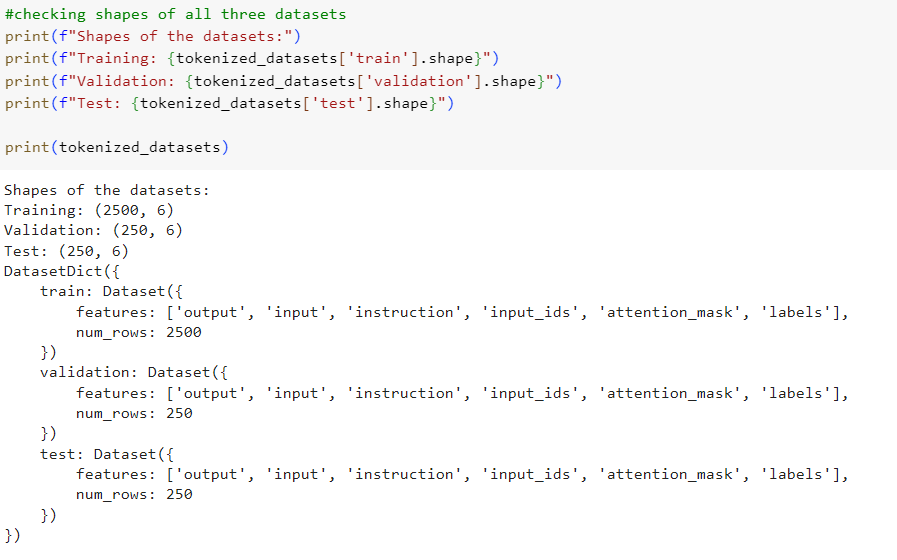 #checking shapes of all three datasets
print(f"Shapes of the datasets:")
print(f"Training: {tokenized_datasets['train'].shape}")
print(f"Validation: {tokenized_datasets['validation'].shape}")
print(f"Test: {tokenized_datasets['test'].shape}")

print(tokenized_datasets)

Shapes of the datasets:
Training: (2500, 6)
Validation: (250, 6)
Test: (250, 6)
DatasetDict({
    train: Dataset({
        features: ['output', 'input', 'instruction', 'input_ids', 'attention_mask', 'labels'],
        num_rows: 2500
    })
    validation: Dataset({
        features: ['output', 'input', 'instruction', 'input_ids', 'attention_mask', 'labels'],
        num_rows: 250
    })
    test: Dataset({
        features: ['output', 'input', 'instruction', 'input_ids', 'attention_mask', 'labels'],
        num_rows: 250
    })
})